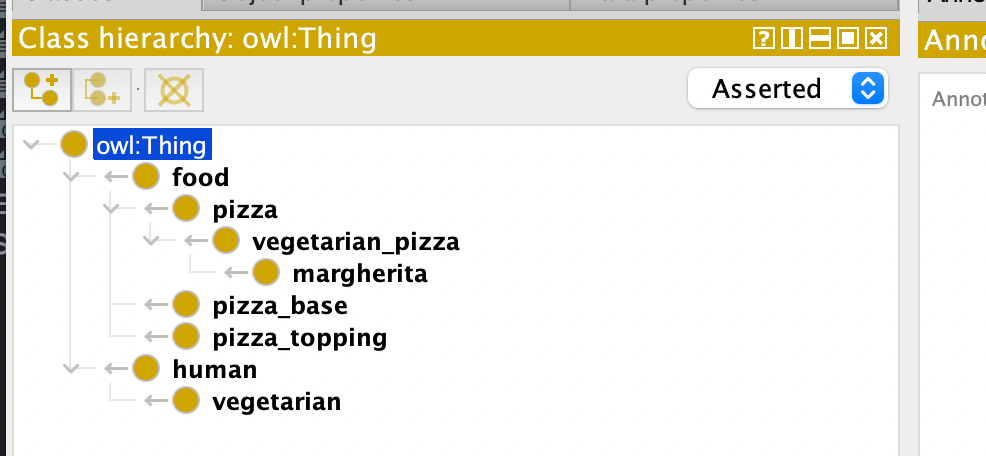 Class hierarchy: owl:Thing
Asserted
owl:Thing
food
pizza
vegetarian_pizza
margherita
pizza_base
pizza_topping
human
vegetarian
Anno
Annot